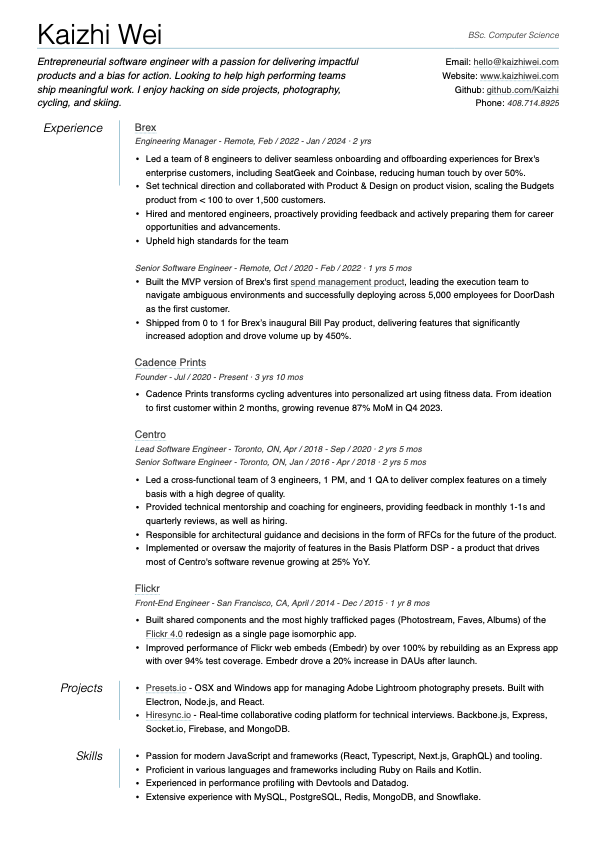 Kaizhi Wei
BSc. Computer Science
Entrepreneurial software engineer with a passion for delivering impactful
products and a bias for action. Looking to help high performing teams
ship meaningful work. I enjoy hacking on side projects, photography,
cycling, and skiing.
Email: hello@kaizhiwei.com
Website: www.kaizhiwei.com
Github: github.com/Kaizhi
Phone: 408.714.8925
Experience
Brex
Engineering Manager - Remote, Feb / 2022 - Jan / 2024 · 2 yrs
• Led a team of 8 engineers to deliver seamless onboarding and offboarding experiences for Brex's
enterprise customers, including SeatGeek and Coinbase, reducing human touch by over 50%.
• Set technical direction and collaborated with Product & Design on product vision, scaling the Budgets
product from < 100 to over 1,500 customers.
• Hired and mentored engineers, proactively providing feedback and actively preparing them for career
opportunities and advancements.
• Upheld high standards for the team
Senior Software Engineer - Remote, Oct / 2020 - Feb / 2022 · 1 yrs 5 mos
• Built the MVP version of Brex's first spend management product, leading the execution team to
navigate ambiguous environments and successfully deploying across 5,000 employees for DoorDash
as the first customer.
• Shipped from 0 to 1 for Brex's inaugural Bill Pay product, delivering features that significantly
increased adoption and drove volume up by 450%.
Cadence Prints
Founder - Jul / 2020 - Present · 3 yrs 10 mos
• Cadence Prints transforms cycling adventures into personalized art using fitness data. From ideation
to first customer within 2 months, growing revenue 87% MoM in Q4 2023.
Centro
Lead Software Engineer - Toronto, ON, Apr / 2018 - Sep / 2020 · 2 yrs 5 mos
Senior Software Engineer - Toronto, ON, Jan / 2016 - Apr / 2018 · 2 yrs 5 mos
• Led a cross-functional team of 3 engineers, 1 PM, and 1 QA to deliver complex features on a timely
basis with a high degree of quality.
• Provided technical mentorship and coaching for engineers, providing feedback in monthly 1-1s and
quarterly reviews, as well as hiring.
• Responsible for architectural guidance and decisions in the form of RFCs for the future of the product.
• Implemented or oversaw the majority of features in the Basis Platform DSP - a product that drives
most of Centro's software revenue growing at 25% YoY.
Flickr
Front-End Engineer - San Francisco, CA, April / 2014 - Dec / 2015 · 1 yr 8 mos
• Built shared components and the most highly trafficked pages (Photostream, Faves, Albums) of the
Flickr 4.0 redesign as a single page isomorphic app.
• Improved performance of Flickr web embeds (Embedr) by over 100% by rebuilding as an Express app
with over 94% test coverage. Embedr drove a 20% increase in DAUs after launch.
Projects
• Presets.io - OSX and Windows app for managing Adobe Lightroom photography presets. Built with
Electron, Node.js, and React.
• Hiresync.io - Real-time collaborative coding platform for technical interviews. Backbone.js, Express,
Socket.io, Firebase, and MongoDB.
Skills
• Passion for modern JavaScript and frameworks (React, Typescript, Next.js, GraphQL) and tooling.
• Proficient in various languages and frameworks including Ruby on Rails and Kotlin.
• Experienced in performance profiling with Devtools and Datadog.
• Extensive experience with MySQL, PostgreSQL, Redis, MongoDB, and Snowflake.